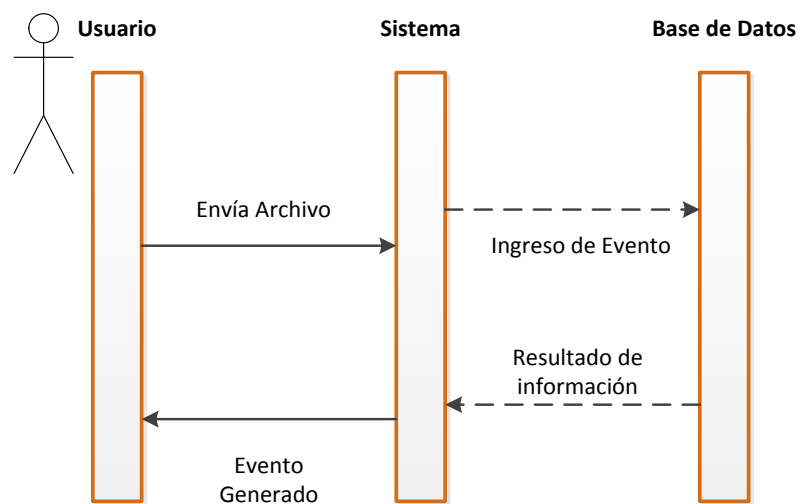 Usuario
Sistema
Base de Datos
Envía Archivo
Ingreso de Evento
Resultado de
información
Evento
Generado